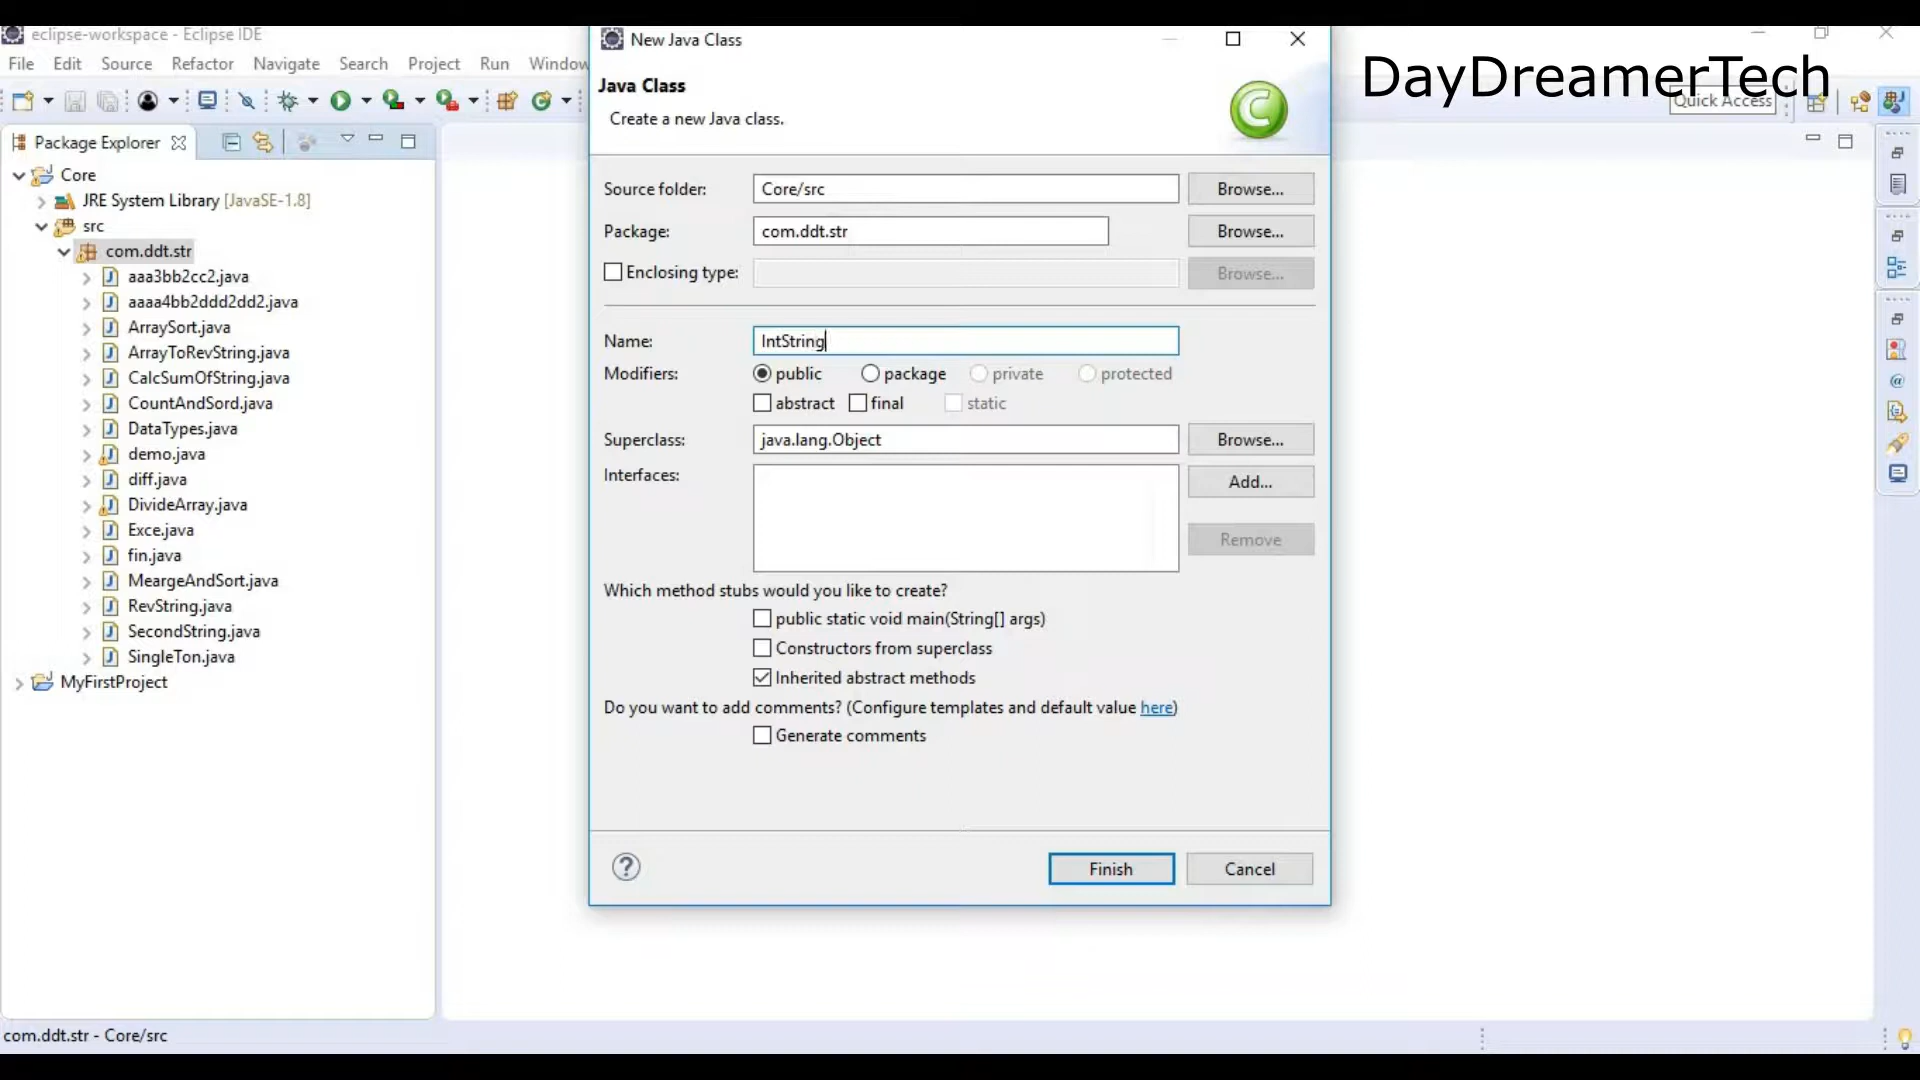 eclipse-workspace - Eclipse IDE
File Edit Source Refactor Navigate Search Project Run Window
Quick Access
DayDreamerTech
Package Explorer
Core
JRE System Library [JavaSE-1.8]
src
com.ddt.str
aaa3bb2cc2.java
aaaa4bb2ddd2dd2.java
ArraySort.java
ArrayToRevString.java
CalcSumOfString.java
CountAndSord.java
DataTypes.java
demo.java
diff.java
DivideArray.java
Exce.java
fin.java
MeargeAndSort.java
RevString.java
SecondString.java
SingleTon.java
MyFirstProject
New Java Class
Java Class
Create a new Java class.
Source folder: Core/src Browse...
Package: com.ddt.str Browse...
Enclosing type: Browse...
Name: IntString
Modifiers: public package private protected
abstract final static
Superclass: java.lang.Object Browse...
Interfaces: Add...
Remove
Which method stubs would you like to create?
public static void main(String[] args)
Constructors from superclass
Inherited abstract methods
Do you want to add comments? (Configure templates and default value here)
Generate comments
Finish Cancel
com.ddt.str - Core/src